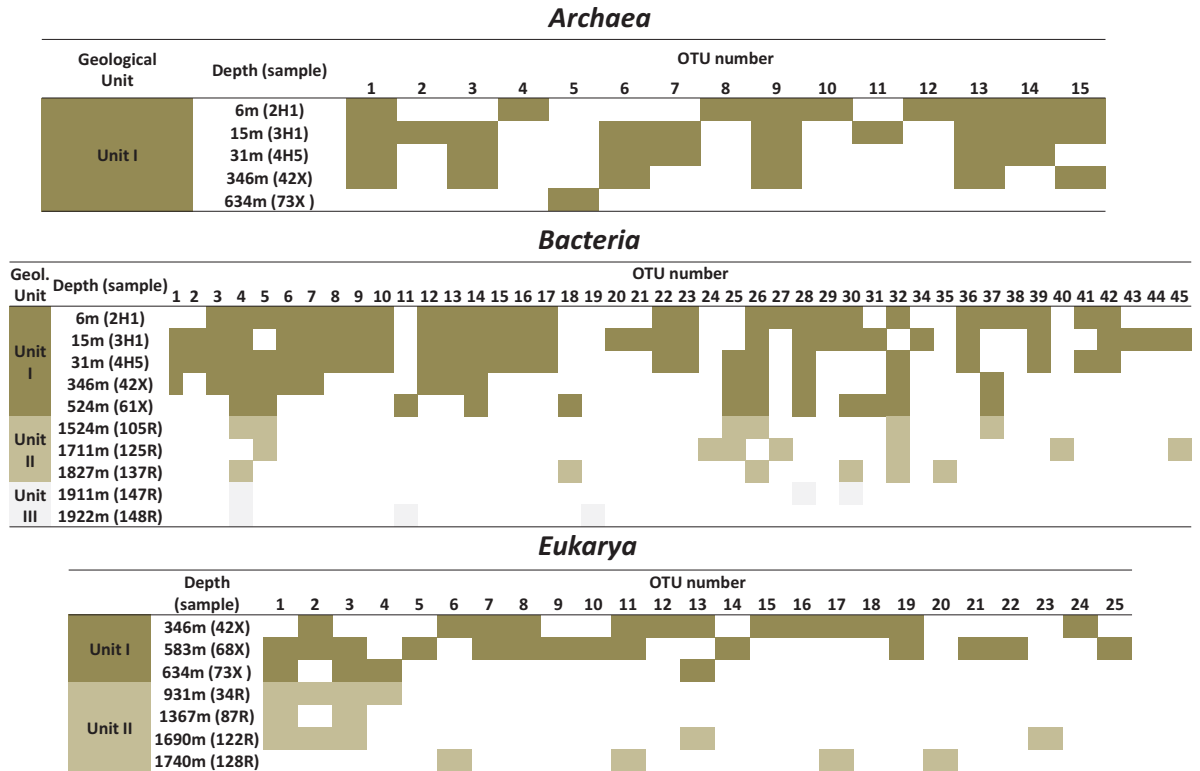 Archaea
Geological Unit Depth (sample) OTU number
1 2 3 4 5 6 7 8 9 10 11 12 13 14 15
6m (2H1)
15m (3H1)
Unit I 31m (4H5)
346m (42X)
634m (73X )
Bacteria
Geol. Unit Depth (sample) OTU number
1 2 3 4 5 6 7 8 9 10 11 12 13 14 15 16 17 18 19 20 21 22 23 24 25 26 27 28 29 30 31 32 33 34 35 36 37 38 39 40 41 42 43 44 45
6m (2H1)
15m (3H1)
Unit I 31m (4H5)
346m (42X)
524m (61X)
1524m (105R)
Unit II 1711m (125R)
1827m (137R)
Unit III 1911m (147R)
1922m (148R)
Eukarya
Depth (sample) OTU number
1 2 3 4 5 6 7 8 9 10 11 12 13 14 15 16 17 18 19 20 21 22 23 24 25
346m (42X)
Unit I 583m (68X)
634m (73X )
931m (34R)
Unit II 1367m (87R)
1690m (122R)
1740m (128R)